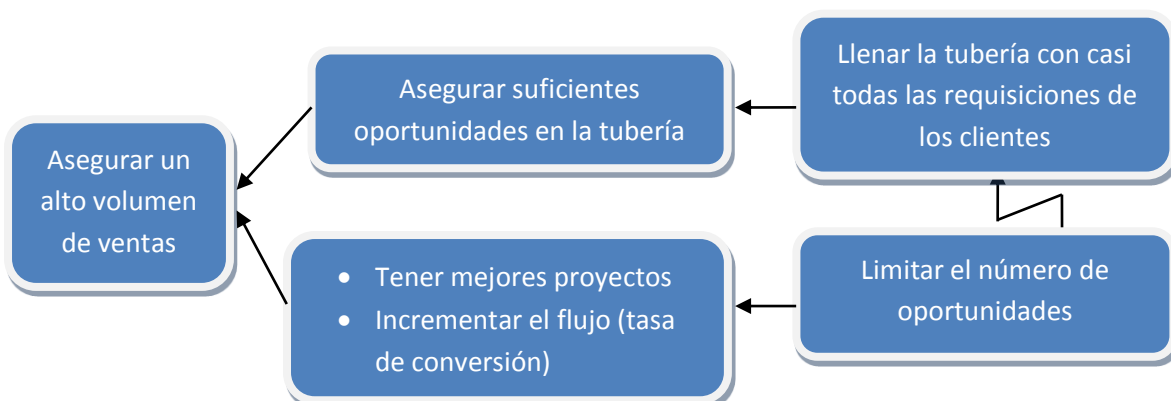 Asegurar un
alto volumen
de ventas
Asegurar suficientes
oportunidades en la tubería
Llenar la tubería con casi
todas las requisiciones de
los clientes
• Tener mejores proyectos
• Incrementar el flujo (tasa
de conversión)
Limitar el número de
oportunidades